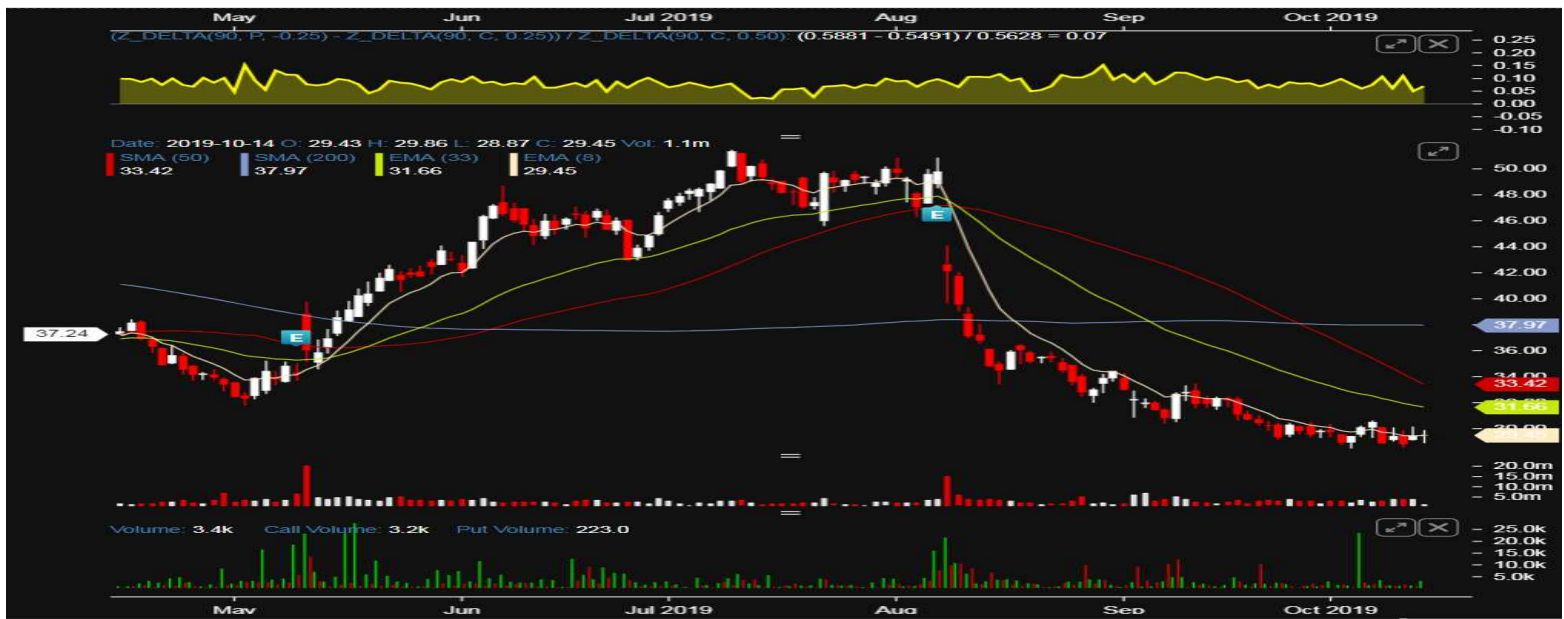 May Jun Jul 2019 Aug Sep Oct 2019
(Z_DELTA(90, P, -0.25) - Z_DELTA(90, C, 0.25)) / Z_DELTA(90, C, 0.50): (0.5881 - 0.5491) / 0.5628 = 0.07
0.25
0.20
0.15
0.10
0.05
0.00
-0.05
-0.10
Date: 2019-10-14 O: 29.43 H: 29.86 L: 28.87 C: 29.45 Vol: 1.1m
SMA (50) SMA (200) EMA (33) EMA (8)
33.42 37.97 31.66 29.45
50.00
48.00
46.00
E
44.00
42.00
40.00
37.24
E
37.97
36.00
34.00
33.42
31.66
30.00
29.45
20.0m
15.0m
10.0m
5.0m
Volume: 3.4k Call Volume: 3.2k Put Volume: 223.0
25.0k
20.0k
15.0k
10.0k
5.0k
May Jun Jul 2019 Aug Sep Oct 2019